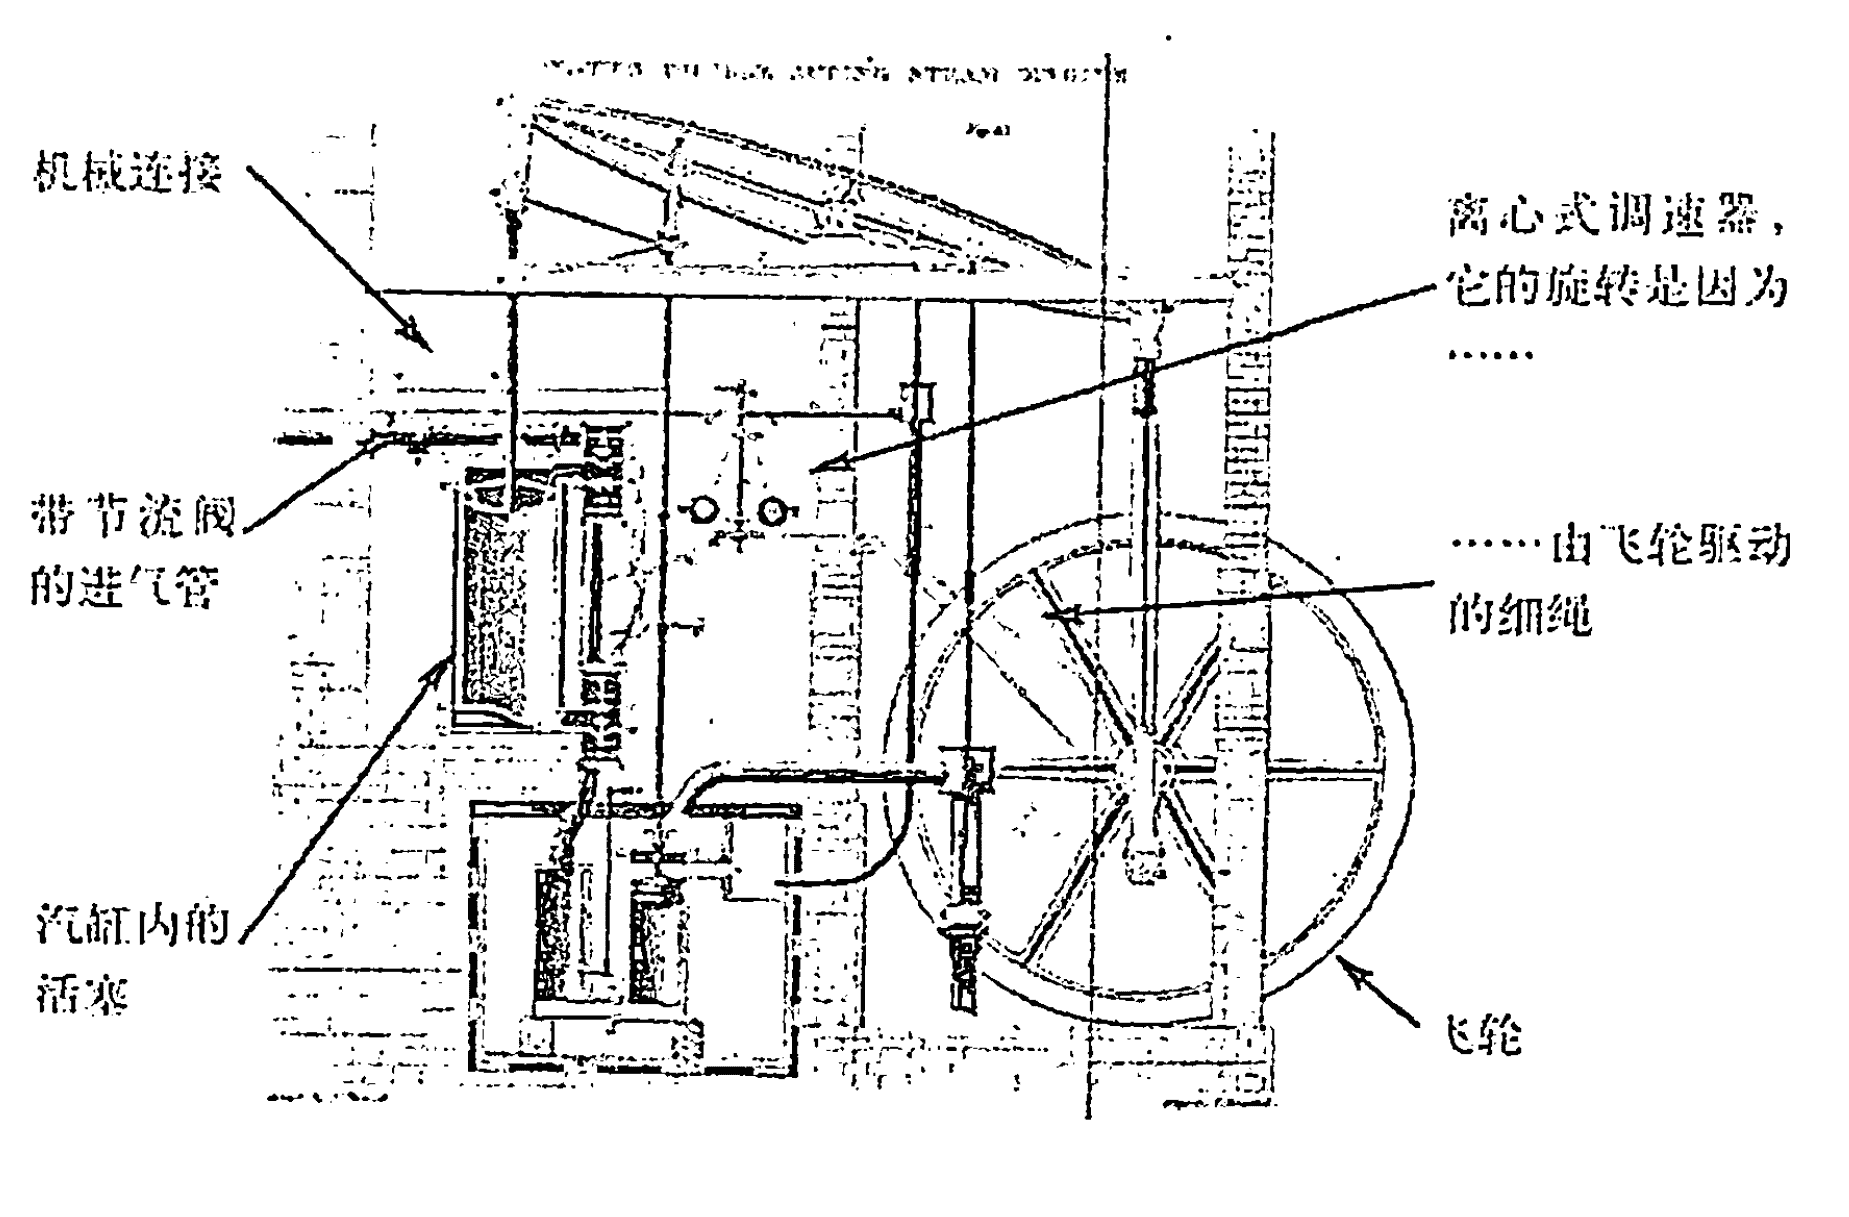 机械连接
离心式调速器,
它的旋转是因为
……
带节流阀
的进气管
……由飞轮驱动
的细绳
汽缸内的
活塞
飞轮